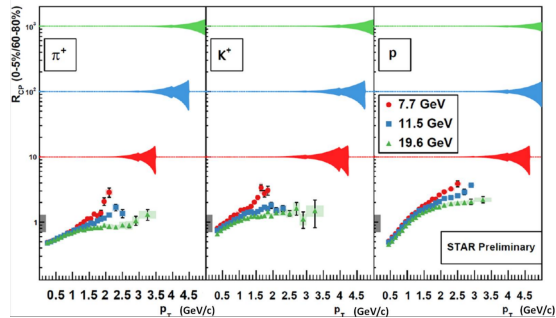 R_CP (0-5%/60-80%)
10³
10²
10
1
π⁺
K⁺
p
7.7 GeV
11.5 GeV
19.6 GeV
STAR Preliminary
0.5 1 1.5 2 2.5 3 3.5 4 4.5
0.5 1 1.5 2 2.5 3 3.5 4 4.5
0.5 1 1.5 2 2.5 3 3.5 4 4.5
p_T (GeV/c)
p_T (GeV/c)
p_T (GeV/c)